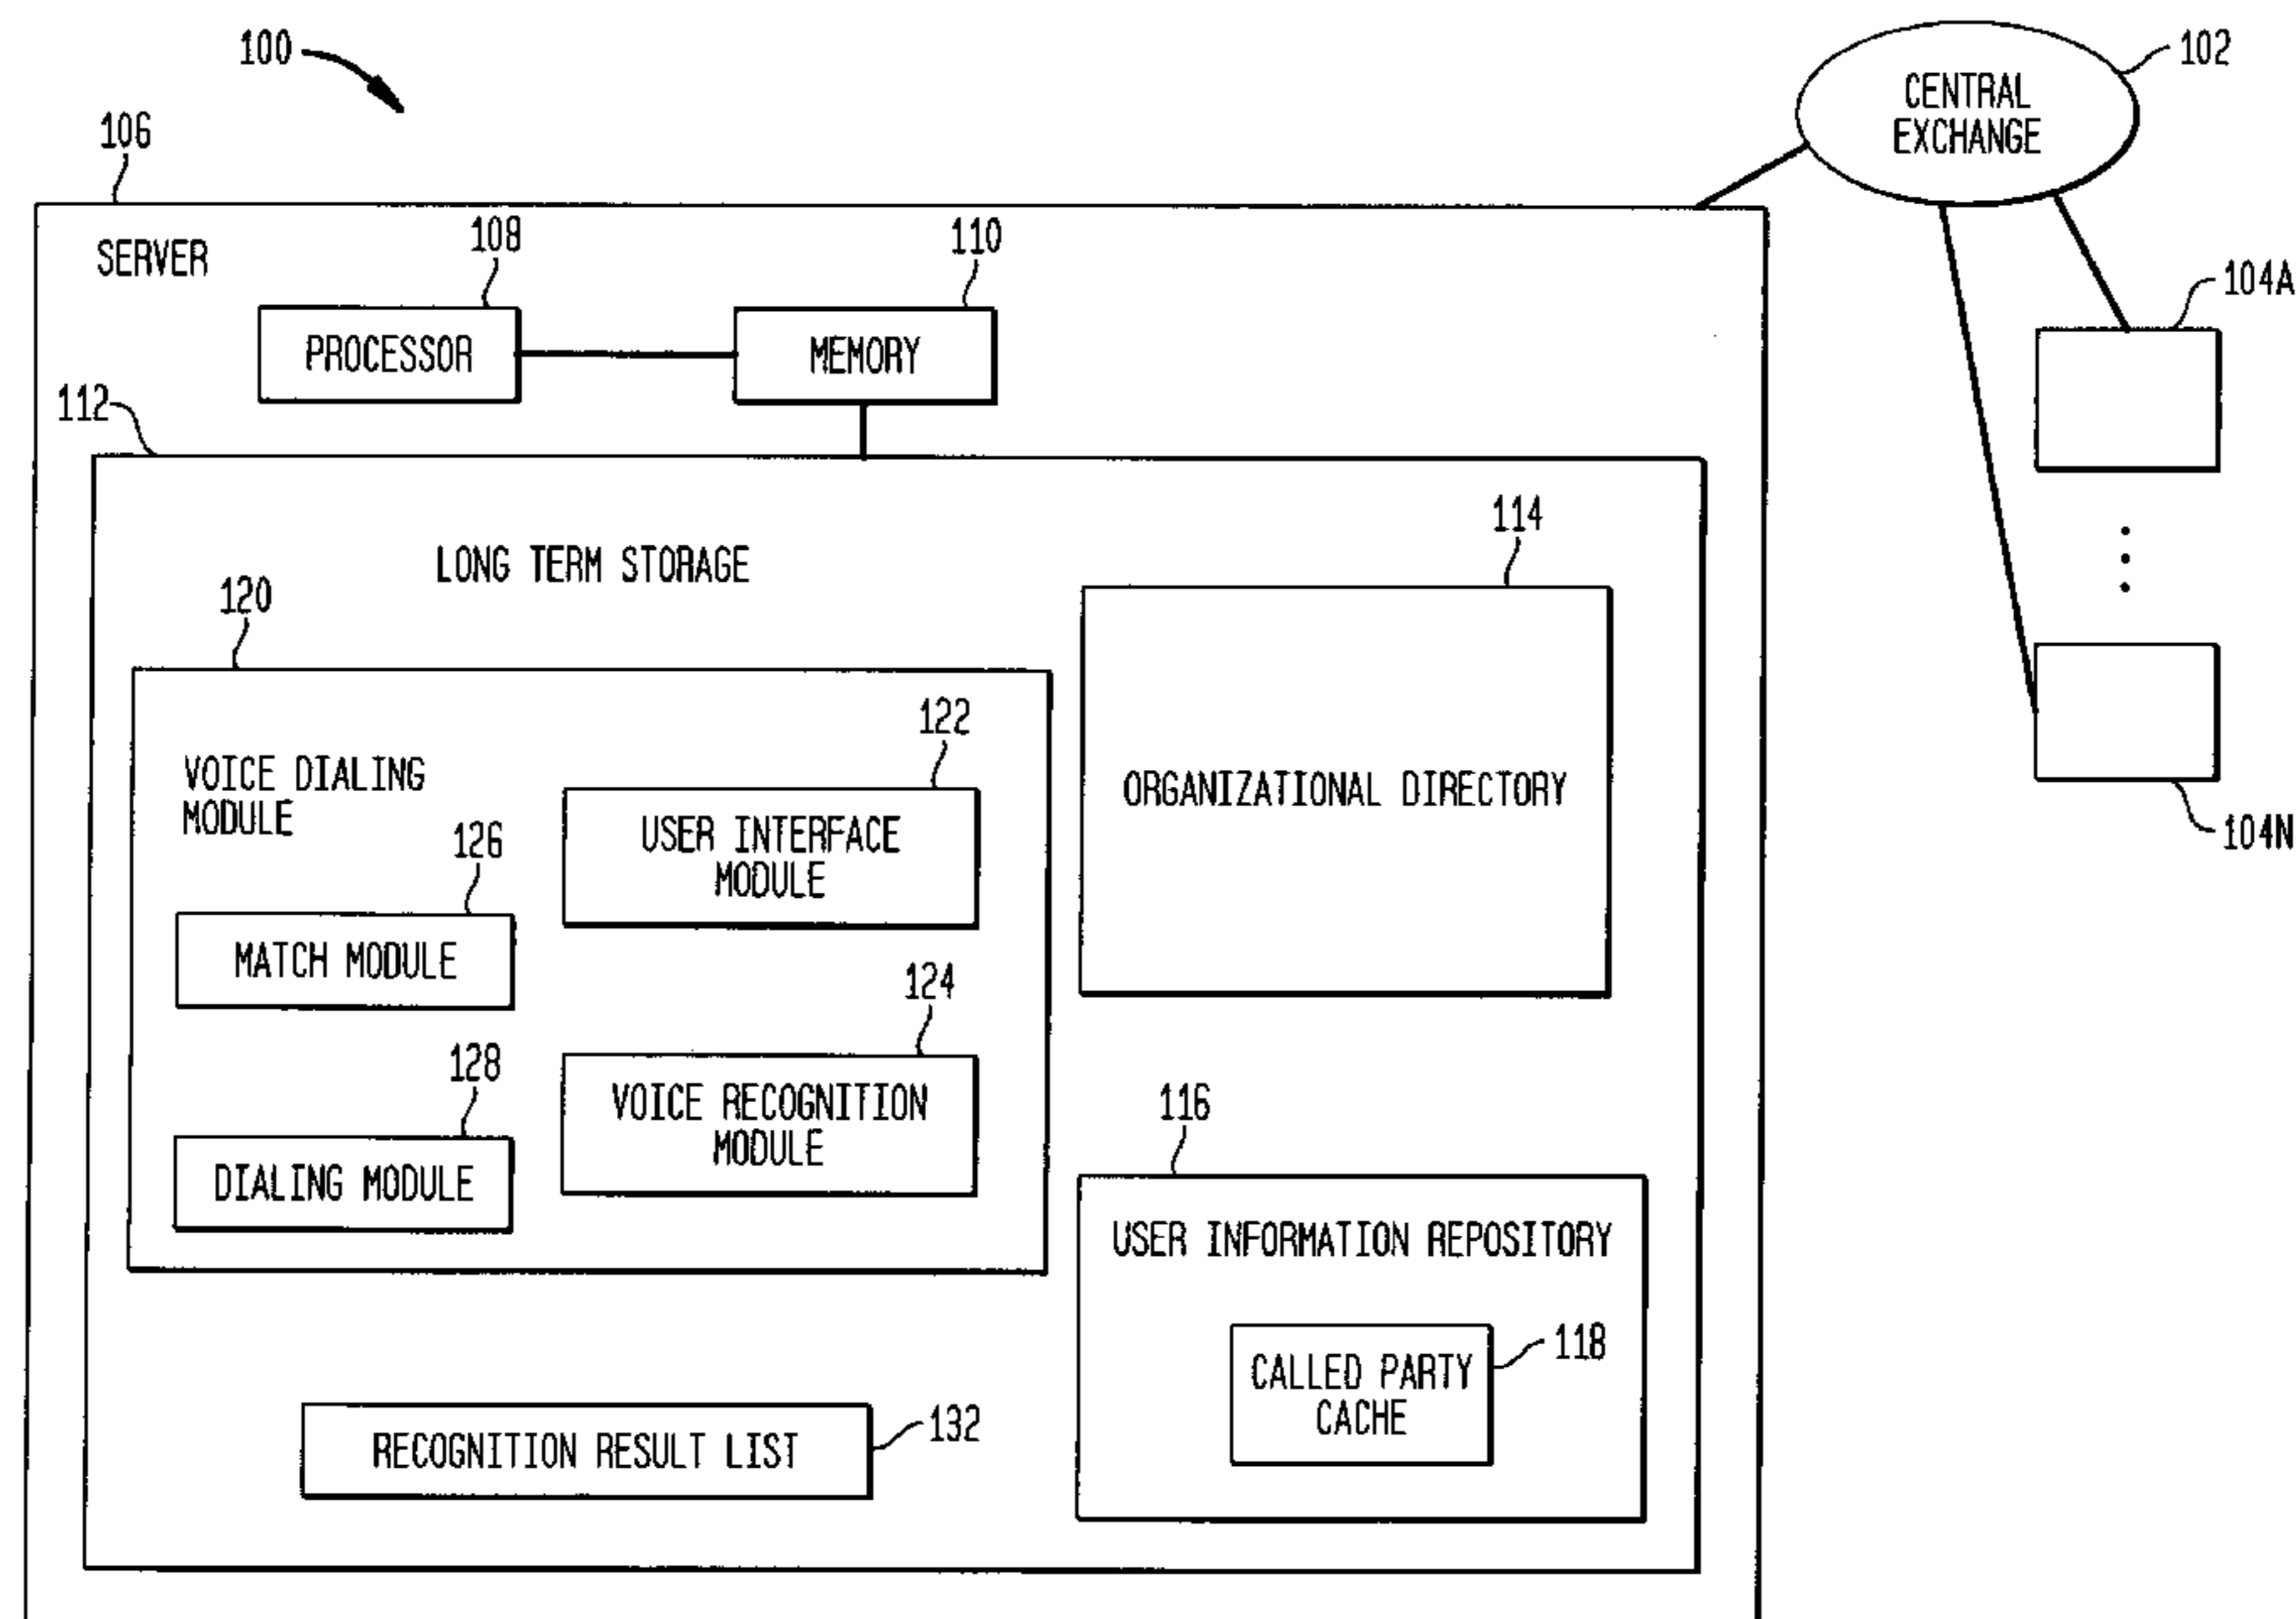 100
102
CENTRAL
EXCHANGE
106
SERVER
108
110
104A
PROCESSOR
MEMORY
112
114
LONG TERM STORAGE
120
122
VOICE DIALING
MODULE
ORGANIZATIONAL DIRECTORY
USER INTERFACE
MODULE
104N
126
MATCH MODULE
124
128
VOICE RECOGNITION
MODULE
116
DIALING MODULE
USER INFORMATION REPOSITORY
118
CALLED PARTY
CACHE
132
RECOGNITION RESULT LIST